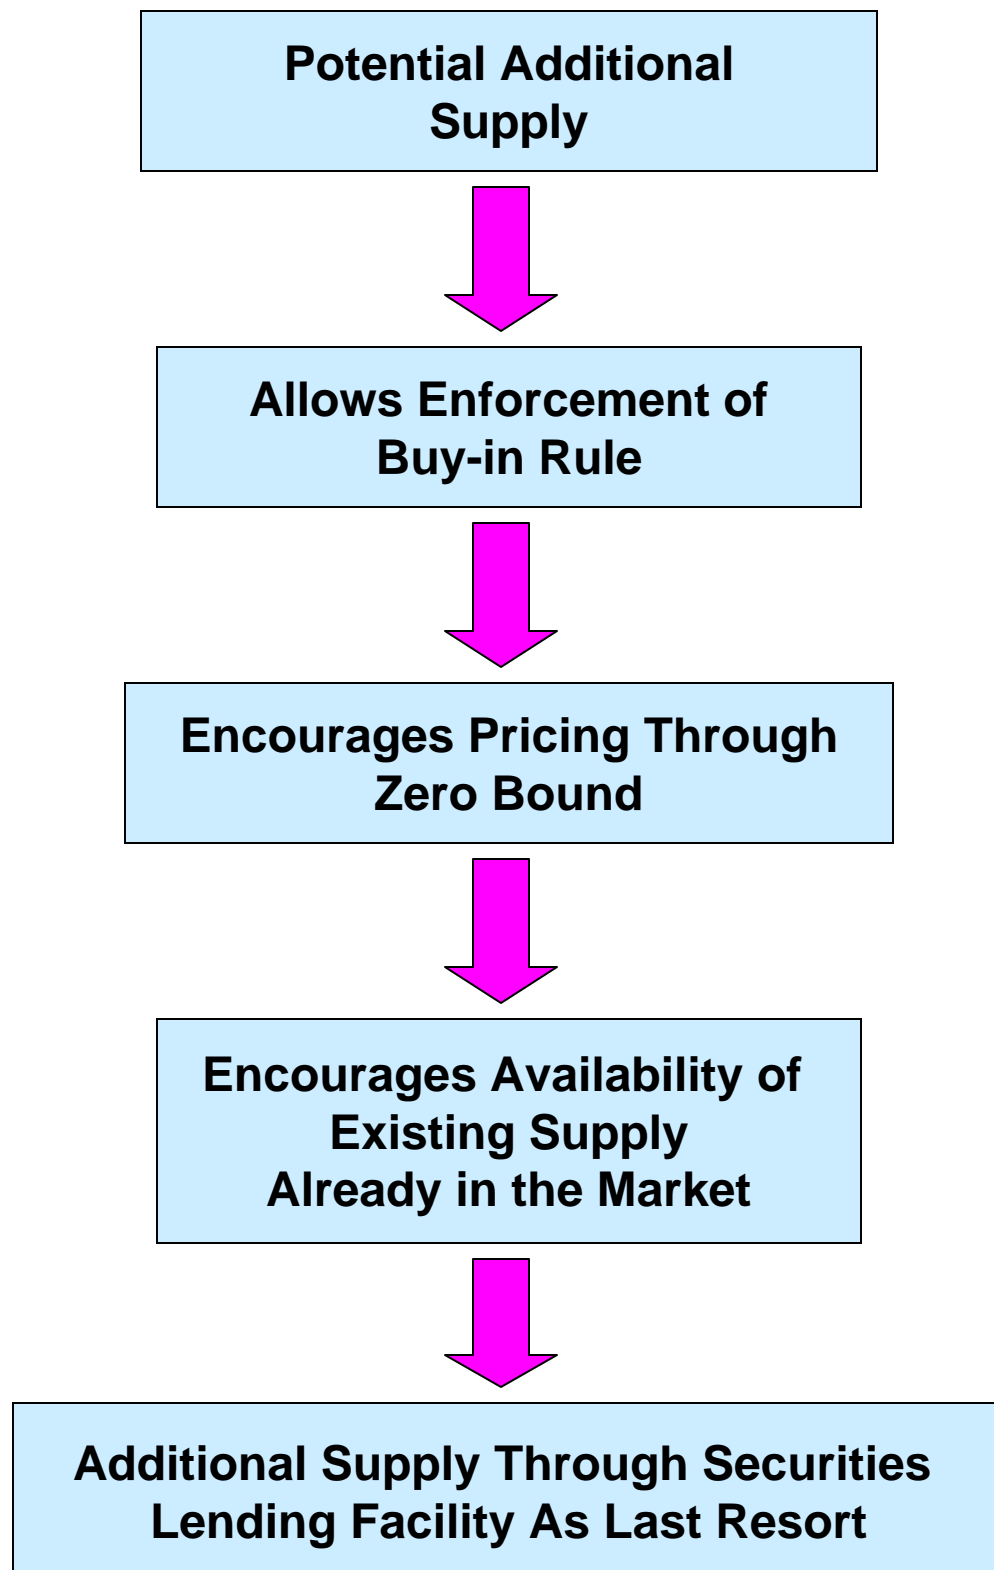 Potential Additional
Supply
Allows Enforcement of
Buy-in Rule
Encourages Pricing Through
Zero Bound
Encourages Availability of
Existing Supply
Already in the Market
Additional Supply Through Securities
Lending Facility As Last Resort